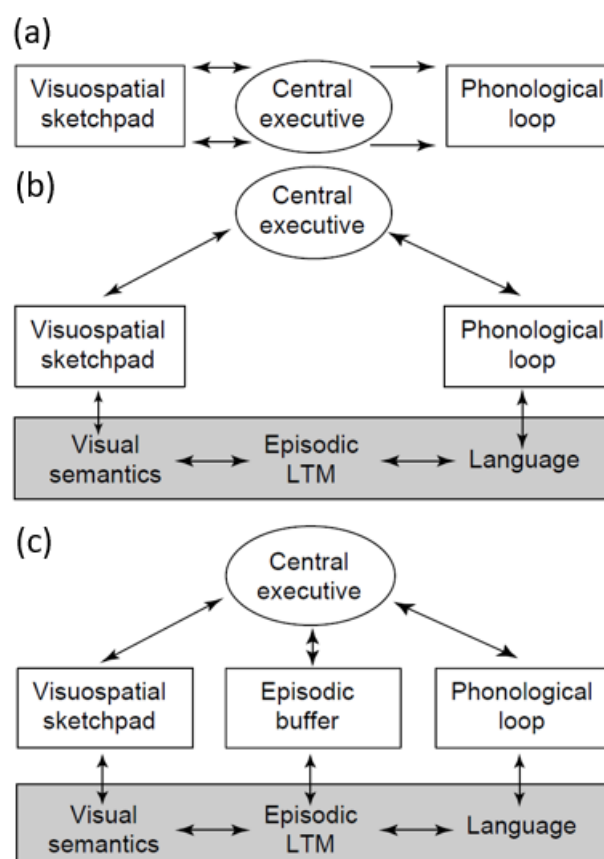 (a)
Visuospatial
sketchpad
Central
executive
Phonological
loop
(b)
Central
executive
Visuospatial
sketchpad
Phonological
loop
Visual
semantics
Episodic
LTM
Language
(c)
Central
executive
Visuospatial
sketchpad
Episodic
buffer
Phonological
loop
Visual
semantics
Episodic
LTM
Language